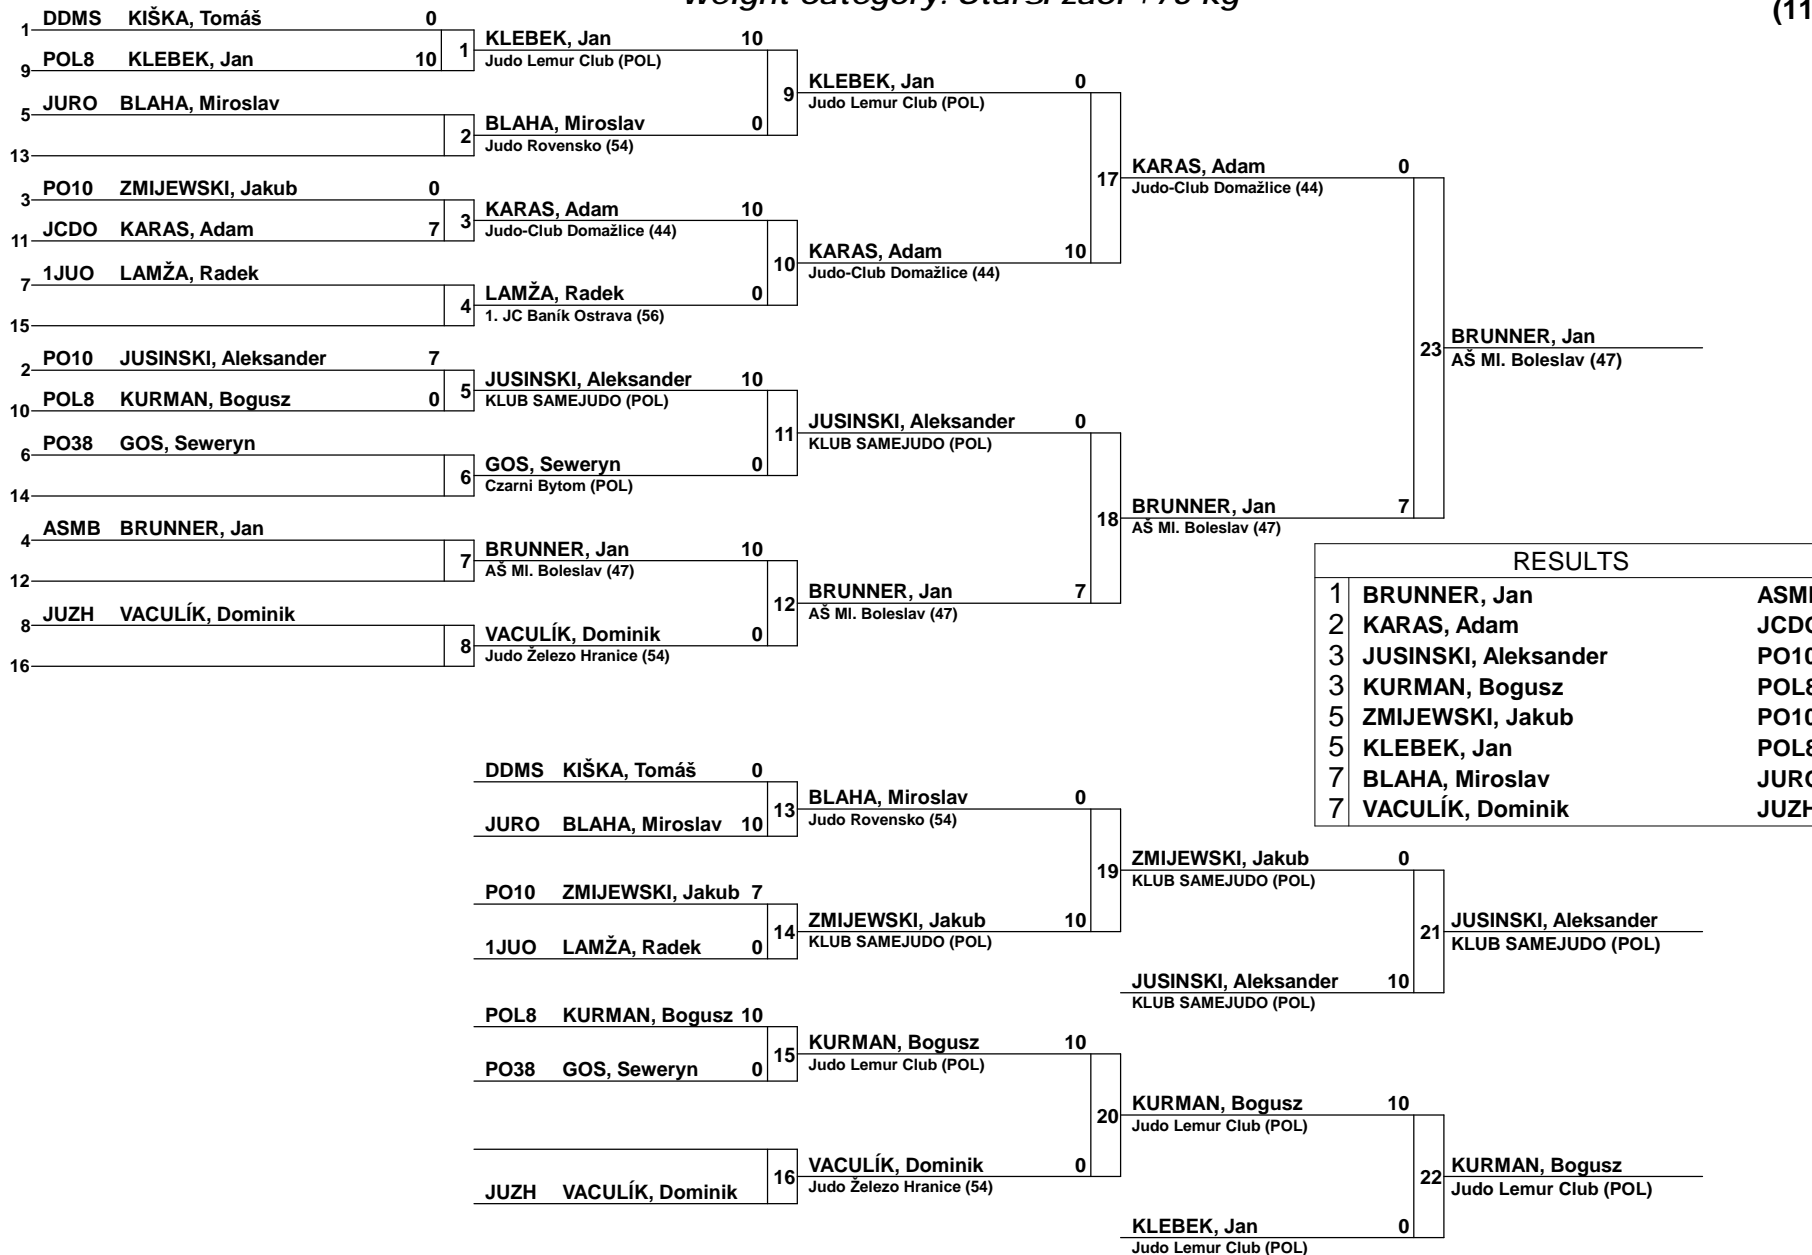 (11
1 DDMS KIŠKA, Tomáš 0
9 POL8 KLEBEK, Jan 10
1 KLEBEK, Jan 10
Judo Lemur Club (POL)
5 JURO BLAHA, Miroslav
13
2 BLAHA, Miroslav 0
Judo Rovensko (54)
9 KLEBEK, Jan 0
Judo Lemur Club (POL)
3 PO10 ZMIJEWSKI, Jakub 0
11 JCDO KARAS, Adam 7
3 KARAS, Adam 10
Judo-Club Domažlice (44)
7 1JUO LAMŽA, Radek
15
4 LAMŽA, Radek 0
1. JC Baník Ostrava (56)
10 KARAS, Adam 10
Judo-Club Domažlice (44)
17 KARAS, Adam 0
Judo-Club Domažlice (44)
2 PO10 JUSINSKI, Aleksander 7
10 POL8 KURMAN, Bogusz 0
5 JUSINSKI, Aleksander 10
KLUB SAMEJUDO (POL)
6 PO38 GOS, Seweryn
14
6 GOS, Seweryn 0
Czarni Bytom (POL)
11 JUSINSKI, Aleksander 0
KLUB SAMEJUDO (POL)
4 ASMB BRUNNER, Jan
12
7 BRUNNER, Jan 10
AŠ Ml. Boleslav (47)
8 JUZH VACULÍK, Dominik
16
8 VACULÍK, Dominik 0
Judo Železo Hranice (54)
12 BRUNNER, Jan 7
AŠ Ml. Boleslav (47)
18 BRUNNER, Jan 7
AŠ Ml. Boleslav (47)
23 BRUNNER, Jan
AŠ Ml. Boleslav (47)
RESULTS
1 BRUNNER, Jan
2 KARAS, Adam
3 JUSINSKI, Aleksander PO10
3 KURMAN, Bogusz POL8
5 ZMIJEWSKI, Jakub PO10
5 KLEBEK, Jan POL8
7 BLAHA, Miroslav
7 VACULÍK, Dominik JUZH
DDMS KIŠKA, Tomáš 0
JURO BLAHA, Miroslav 10
13 BLAHA, Miroslav 0
Judo Rovensko (54)
PO10 ZMIJEWSKI, Jakub 7
1JUO LAMŽA, Radek 0
14 ZMIJEWSKI, Jakub 10
KLUB SAMEJUDO (POL)
19 ZMIJEWSKI, Jakub 0
KLUB SAMEJUDO (POL)
JUSINSKI, Aleksander 10
KLUB SAMEJUDO (POL)
21 JUSINSKI, Aleksander
KLUB SAMEJUDO (POL)
POL8 KURMAN, Bogusz 10
PO38 GOS, Seweryn 0
15 KURMAN, Bogusz 10
Judo Lemur Club (POL)
JUZH VACULÍK, Dominik
16 VACULÍK, Dominik 0
Judo Železo Hranice (54)
20 KURMAN, Bogusz 10
Judo Lemur Club (POL)
KLEBEK, Jan 0
Judo Lemur Club (POL)
22 KURMAN, Bogusz
Judo Lemur Club (POL)